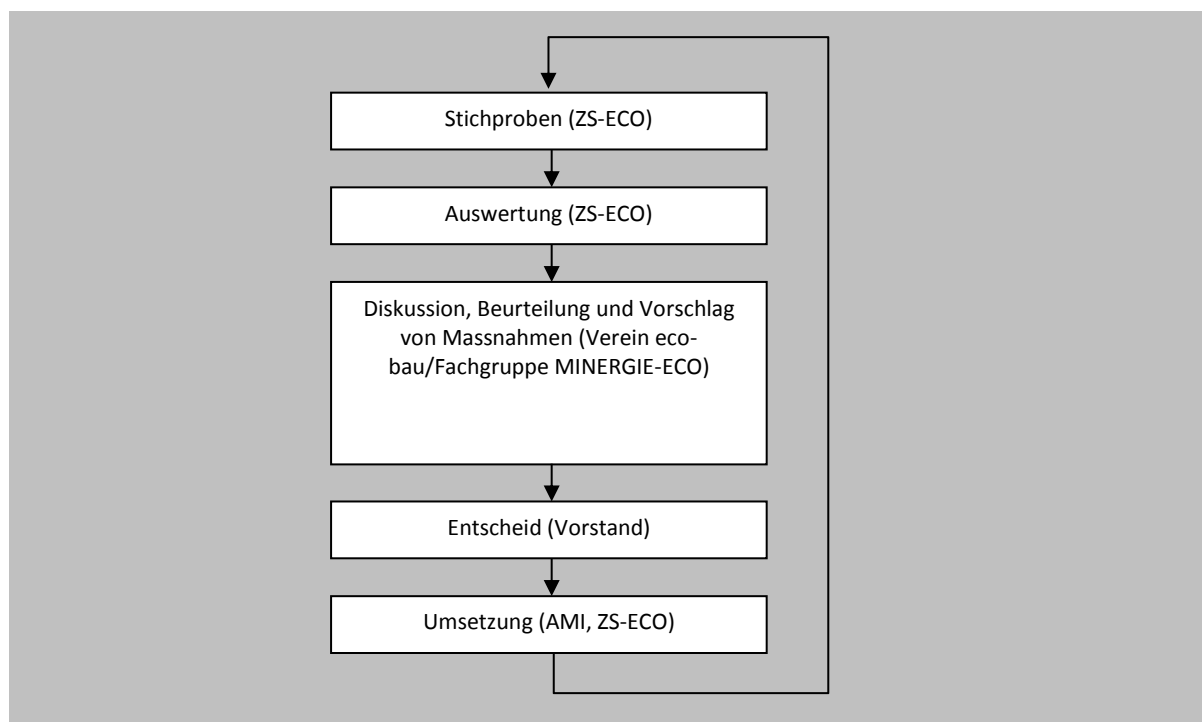 Stichproben (ZS-ECO)
Auswertung (ZS-ECO)
Diskussion, Beurteilung und Vorschlag
von Massnahmen (Verein eco-
bau/Fachgruppe MINERGIE-ECO)
Entscheid (Vorstand)
Umsetzung (AMI, ZS-ECO)